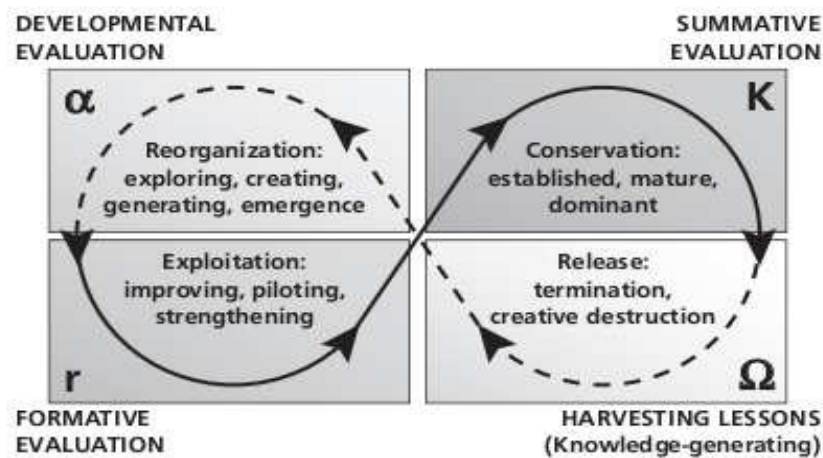 DEVELOPMENTAL
EVALUATION
SUMMATIVE
EVALUATION
α
Reorganization:
exploring, creating,
generating, emergence
K
Conservation:
established, mature,
dominant
Exploitation:
improving, piloting,
strengthening
r
Release:
termination,
creative destruction
Ω
FORMATIVE
EVALUATION
HARVESTING LESSONS
(Knowledge-generating)